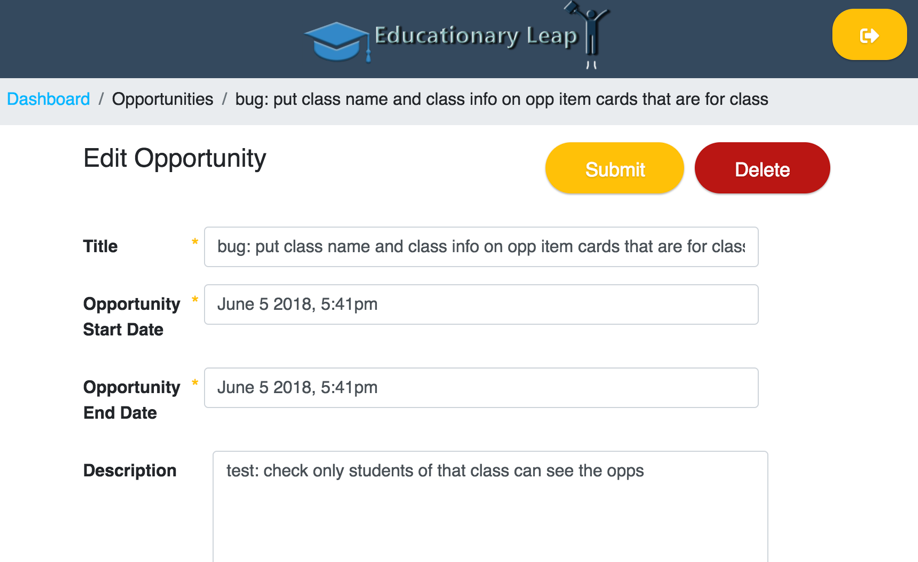 Educationary Leap
Dashboard / Opportunities / bug: put class name and class info on opp item cards that are for class
Edit Opportunity
Submit
Delete
Title *
bug: put class name and class info on opp item cards that are for clas
Opportunity * June 5 2018, 5:41pm
Start Date
Opportunity * June 5 2018, 5:41pm
End Date
Description
test: check only students of that class can see the opps